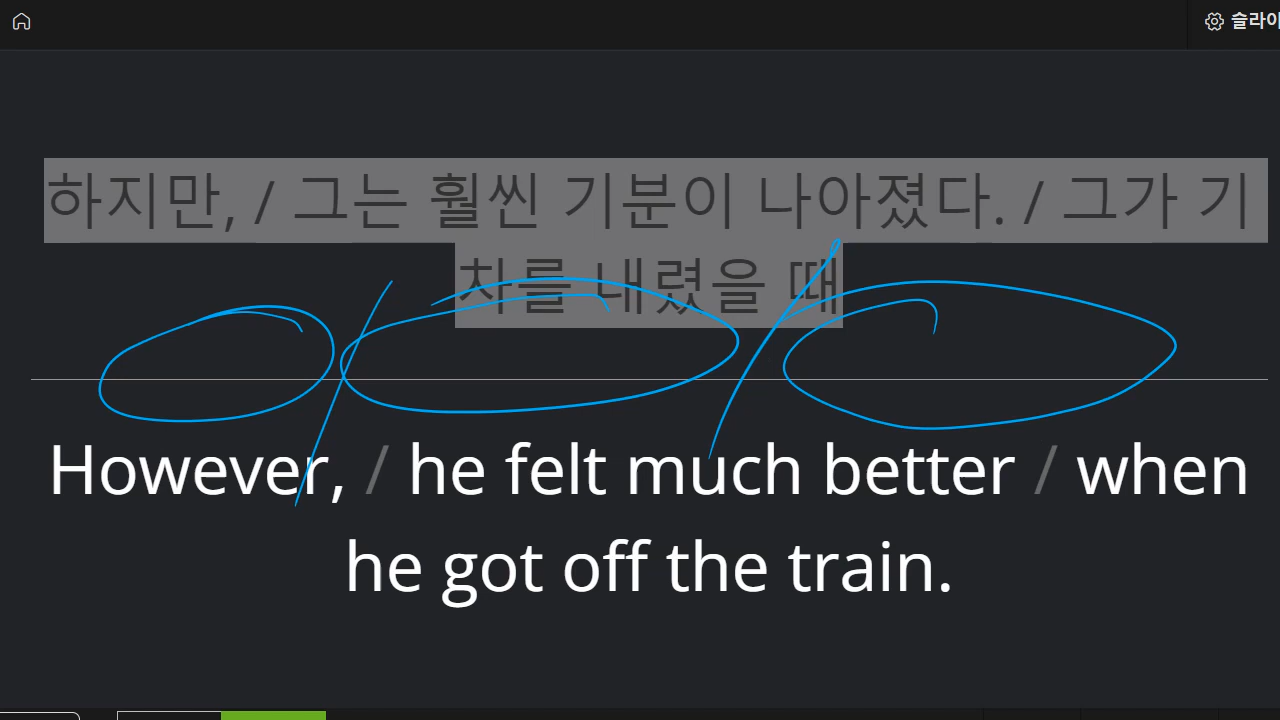 슬라이
하지만, / 그는 훨씬 기분이 나아졌다. / 그가 기
차를 내렸을 때
However, / he felt much better / when
he got off the train.